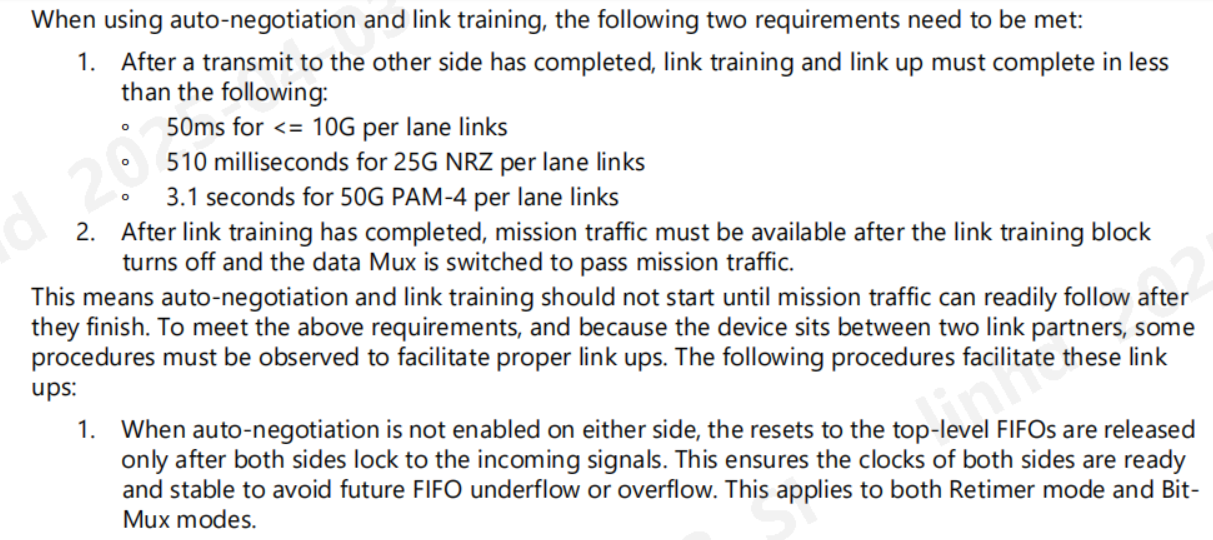 When using auto-negotiation and link training, the following two requirements need to be met:
1. After a transmit to the other side has completed, link training and link up must complete in less
than the following:
◦ 50ms for <= 10G per lane links
◦ 510 milliseconds for 25G NRZ per lane links
◦ 3.1 seconds for 50G PAM-4 per lane links
2. After link training has completed, mission traffic must be available after the link training block
turns off and the data Mux is switched to pass mission traffic.
This means auto-negotiation and link training should not start until mission traffic can readily follow after
they finish. To meet the above requirements, and because the device sits between two link partners, some
procedures must be observed to facilitate proper link ups. The following procedures facilitate these link
ups:
1. When auto-negotiation is not enabled on either side, the resets to the top-level FIFOs are released
only after both sides lock to the incoming signals. This ensures the clocks of both sides are ready
and stable to avoid future FIFO underflow or overflow. This applies to both Retimer mode and Bit-
Mux modes.